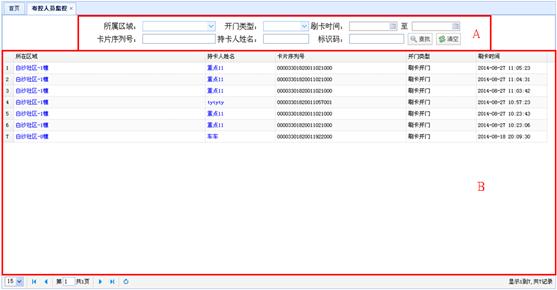 首页 布控人员监控 ×
所属区域： 开门类型： 刷卡时间： 至
卡片序列号： 持卡人姓名： 标识码： 查找 清空
A
所在区域 持卡人姓名 卡片序列号 开门类型 刷卡时间
1 白沙社区-1幢 重点11 00003301820011021000 刷卡开门 2014-08-27 11:05:23
2 白沙社区-1幢 重点11 00003301820011021000 刷卡开门 2014-08-27 11:04:31
3 白沙社区-1幢 重点11 00003301820011021000 刷卡开门 2014-08-27 11:03:42
4 白沙社区-1幢 tytyty 00003301820011057001 刷卡开门 2014-08-27 10:57:23
5 白沙社区-1幢 重点11 00003301820011021000 刷卡开门 2014-08-27 10:23:43
6 白沙社区-1幢 重点11 00003301820011021000 刷卡开门 2014-08-27 10:23:06
7 白沙社区-8幢 车车 00003301820011922000 刷卡开门 2014-08-18 20:09:30
B
15 第 1 共1页 显示1到7,共7记录